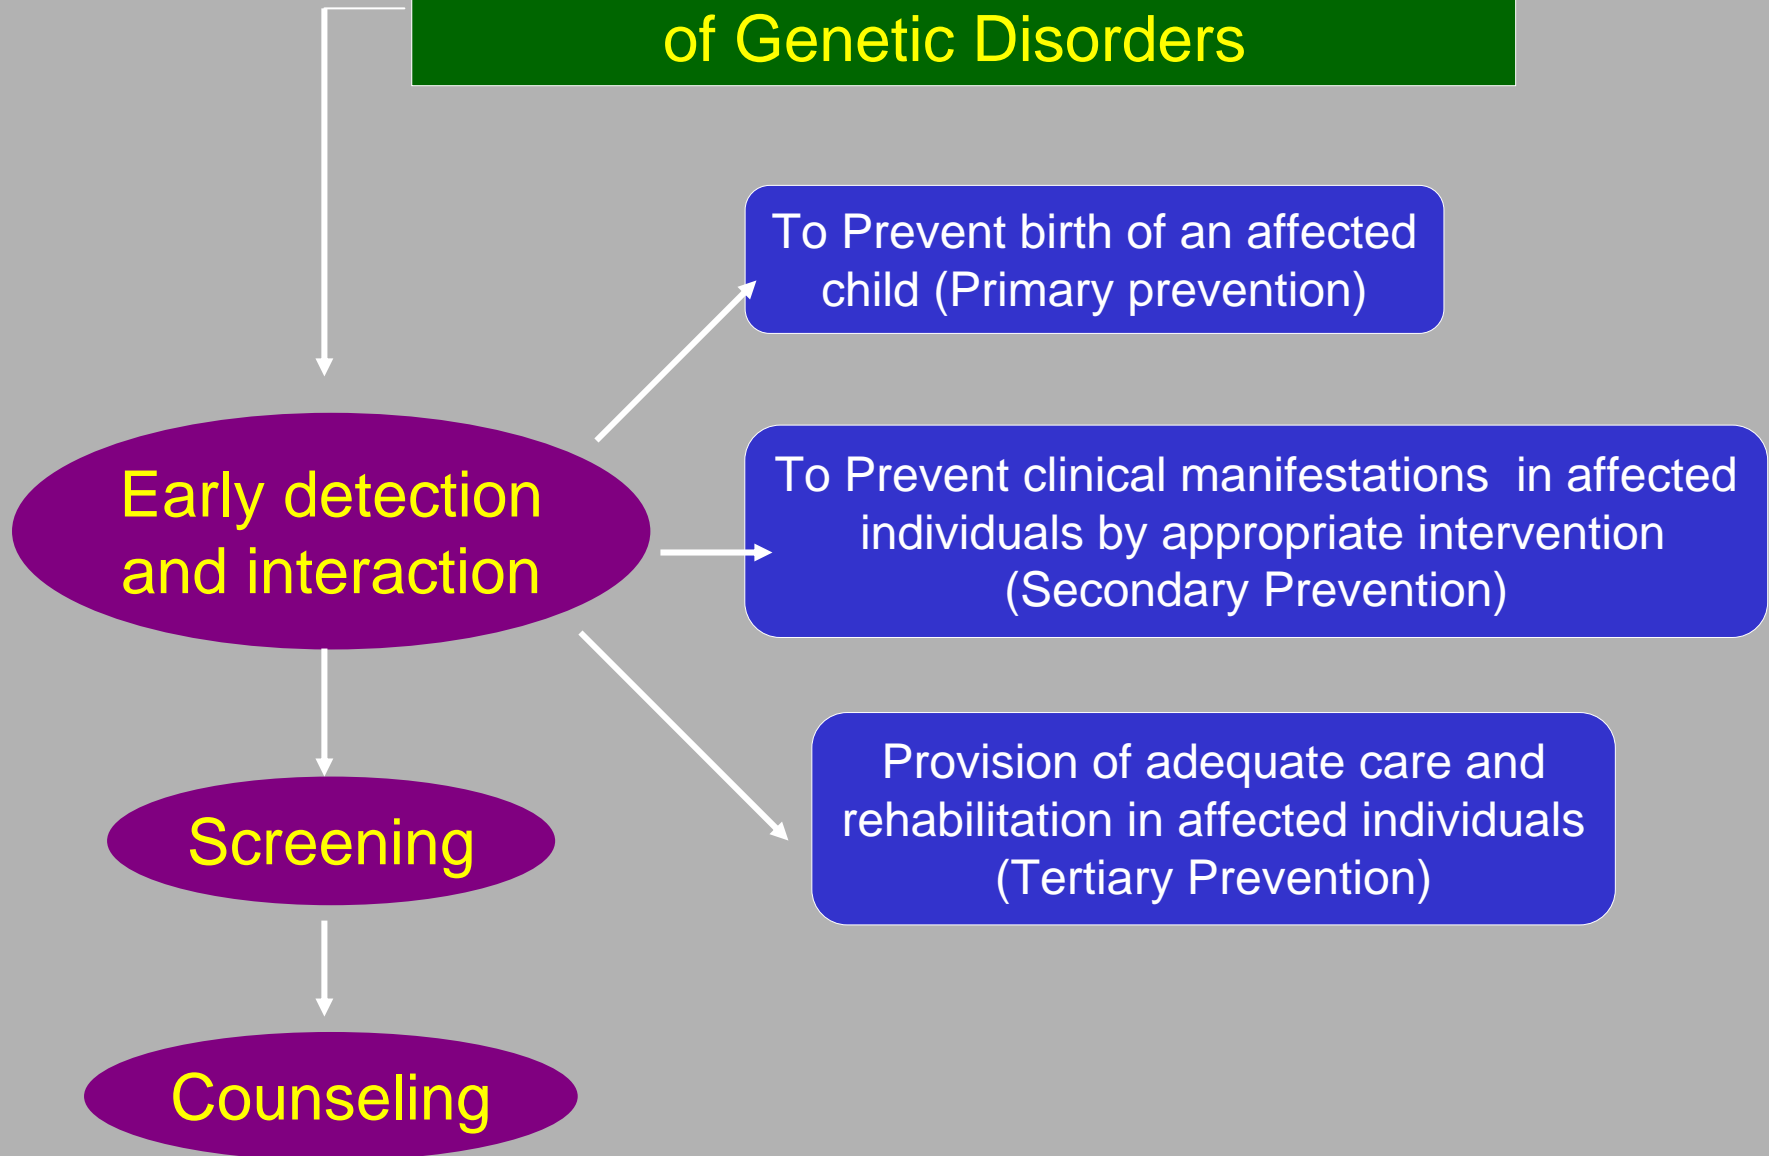 of Genetic Disorders
To Prevent birth of an affected
child (Primary prevention)
Early detection
and interaction
To Prevent clinical manifestations  in affected
individuals by appropriate intervention
(Secondary Prevention)
Provision of adequate care and
rehabilitation in affected individuals
(Tertiary Prevention)
Screening
Counseling